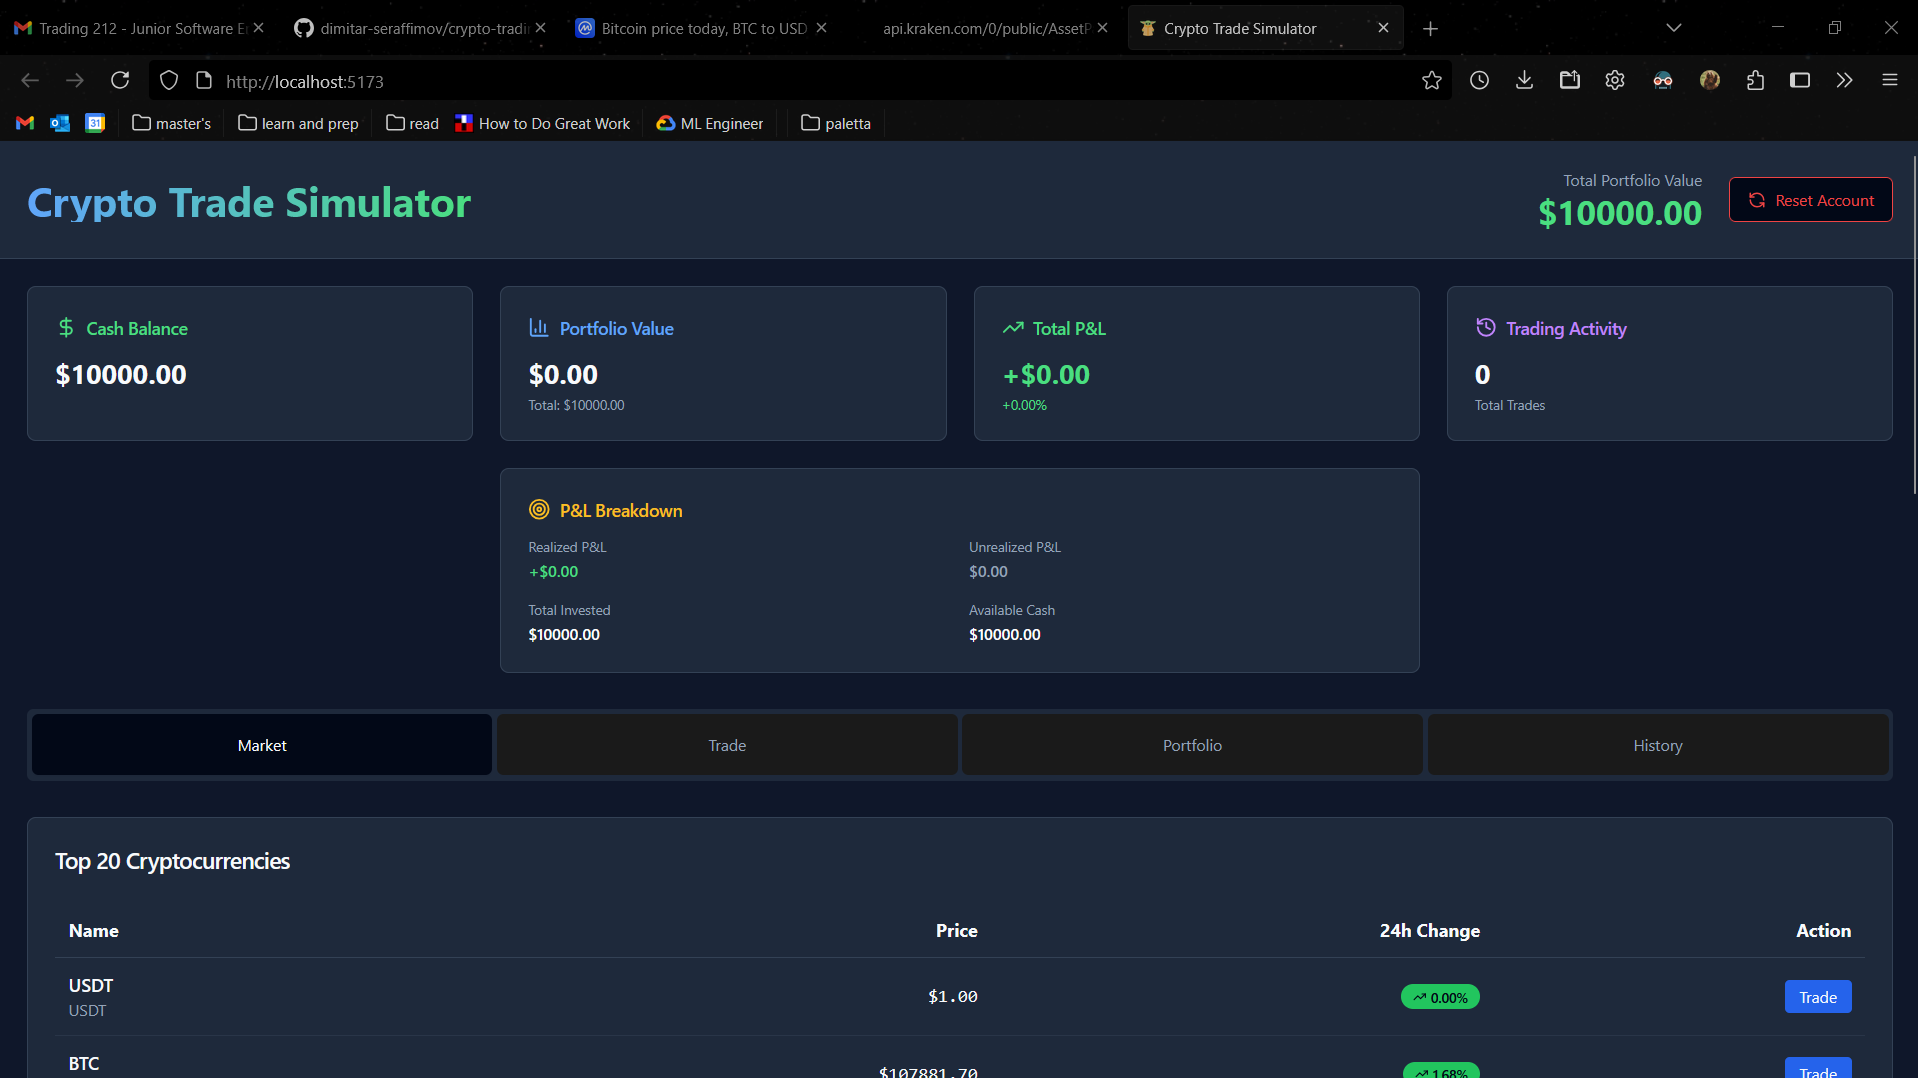 Trading 212 - Junior Software E
dimitar-seraffimov/crypto-tradi
Bitcoin price today, BTC to USD
api.kraken.com/0/public/AssetP
Crypto Trade Simulator
http://localhost:5173
31
master's
learn and prep
read
How to Do Great Work
ML Engineer
paletta
Crypto Trade Simulator
Total Portfolio Value
$10000.00
Reset Account
Cash Balance
$10000.00
Portfolio Value
$0.00
Total: $10000.00
Total P&L
+$0.00
+0.00%
Trading Activity
0
Total Trades
P&L Breakdown
Realized P&L
+$0.00
Unrealized P&L
$0.00
Total Invested
$10000.00
Available Cash
$10000.00
Market
Trade
Portfolio
History
Top 20 Cryptocurrencies
Name Price 24h Change Action
USDT
USDT
$1.00
0.00%
Trade
BTC
$107881.70
1.68%
Trade